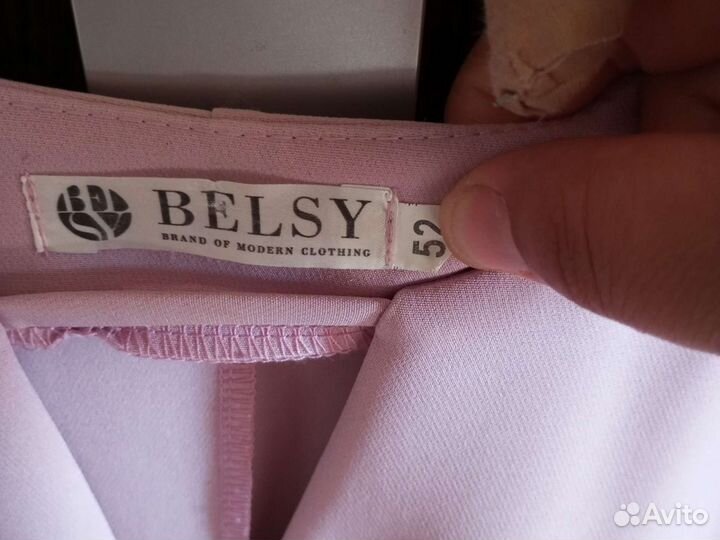 BELSY
BRAND OF MODERN CLOTHING
52
Avito